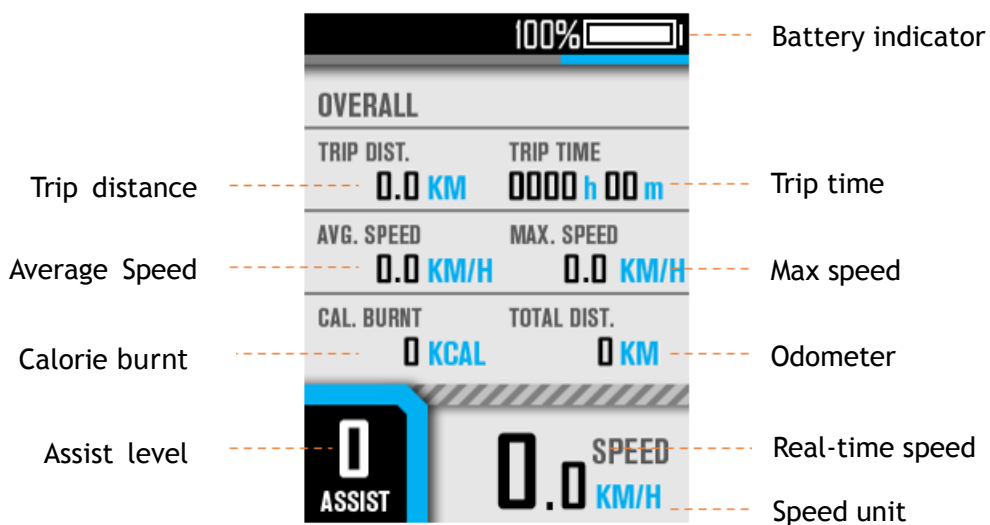 100%
Battery indicator
OVERALL
TRIP DIST. TRIP TIME
Trip distance 0.0 KM 0000 h 00 m Trip time
AVG. SPEED MAX. SPEED
Average Speed 0.0 KM/H 0.0 KM/H Max speed
CAL. BURNT TOTAL DIST.
Calorie burnt 0 KCAL 0 KM Odometer
Assist level 0 0.0 SPEED Real-time speed
ASSIST KM/H Speed unit